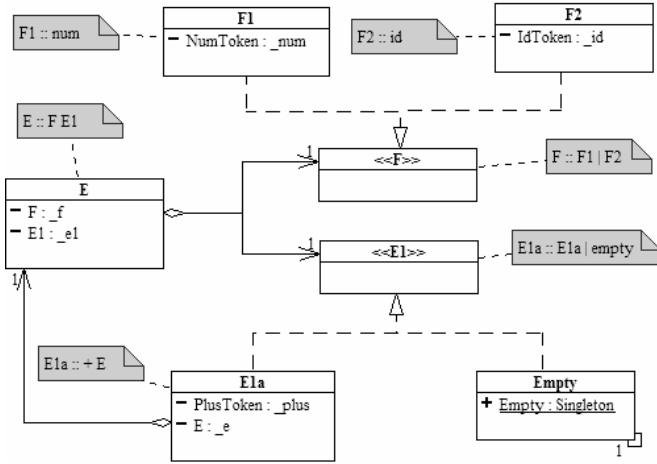 F1
F2
F1 :: num
NumToken : _num
F2 :: id
IdToken : _id
E :: F E1
1
<<F>>
F :: F1 | F2
E
F : _f
E1 : _e1
1
<<E1>>
E1a :: E1a | empty
1
E1a :: + E
E1a
PlusToken : _plus
E : _e
Empty
Empty : Singleton
1